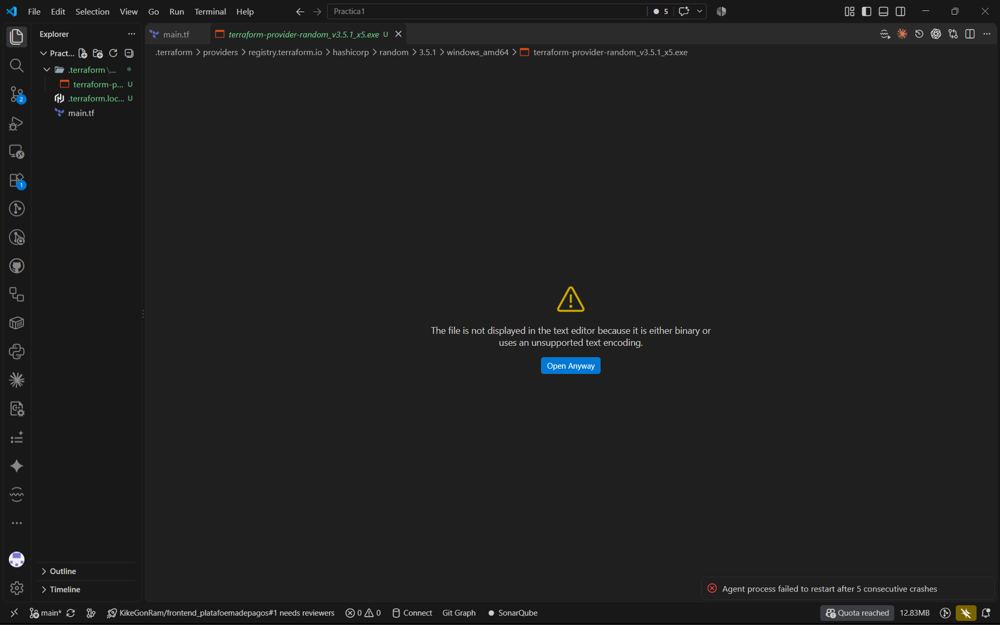 File Edit Selection View Go Run Terminal Help
Practica1
5
Explorer
main.tf
terraform-provider-random_v3.5.1_x5.exe U
Pract...
.terraform > providers > registry.terraform.io > hashicorp > random > 3.5.1 > windows_amd64 > terraform-provider-random_v3.5.1_x5.exe
.terraform \...
terraform-p... U
.terraform.loc... U
main.tf
2
1
The file is not displayed in the text editor because it is either binary or
uses an unsupported text encoding.
Open Anyway
Outline
Timeline
Agent process failed to restart after 5 consecutive crashes
main* KikeGonRam/frontend_platafoemadepagos#1 needs reviewers 0 0 Connect Git Graph SonarQube Quota reached 12.83MB